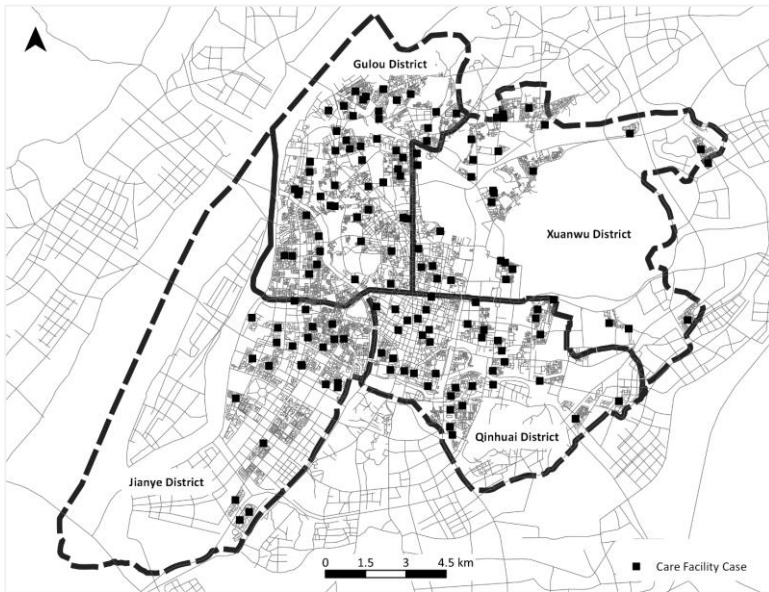 Gulou District
Xuanwu District
Qinhuai District
Jianye District
0 1.5 3 4.5 km
Care Facility Case